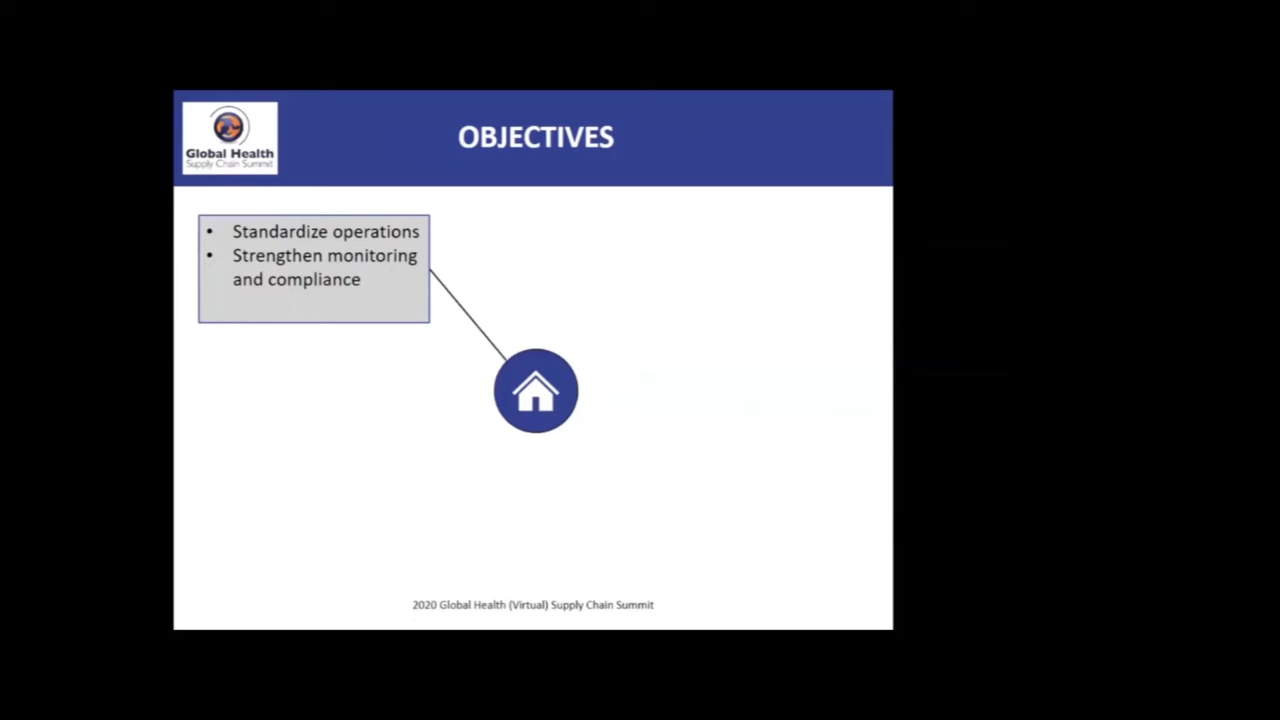 OBJECTIVES
Global Health
Supply Chain Summit
• Standardize operations
• Strengthen monitoring
and compliance
2020 Global Health (Virtual) Supply Chain Summit